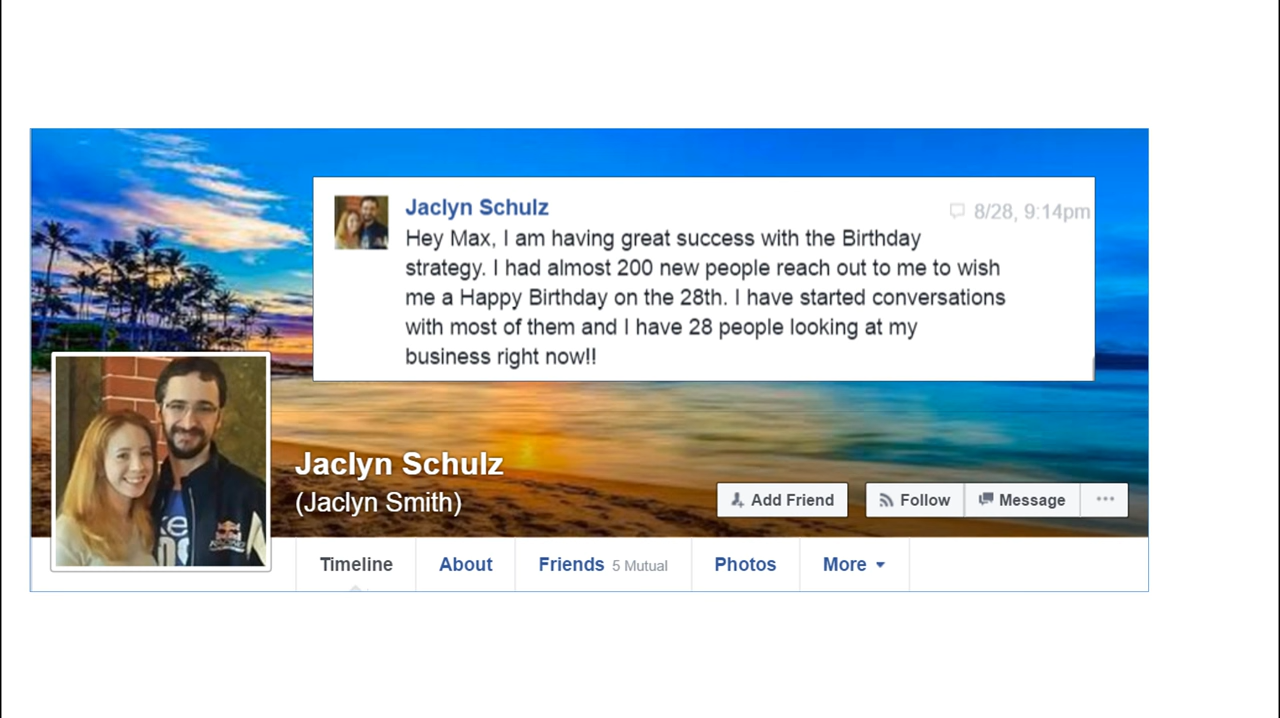 Jaclyn Schulz
8/28, 9:14pm
Hey Max, I am having great success with the Birthday
strategy. I had almost 200 new people reach out to me to wish
me a Happy Birthday on the 28th. I have started conversations
with most of them and I have 28 people looking at my
business right now!!
Jaclyn Schulz
(Jaclyn Smith)
Add Friend
Follow
Message
Timeline
About
Friends 5 Mutual
Photos
More